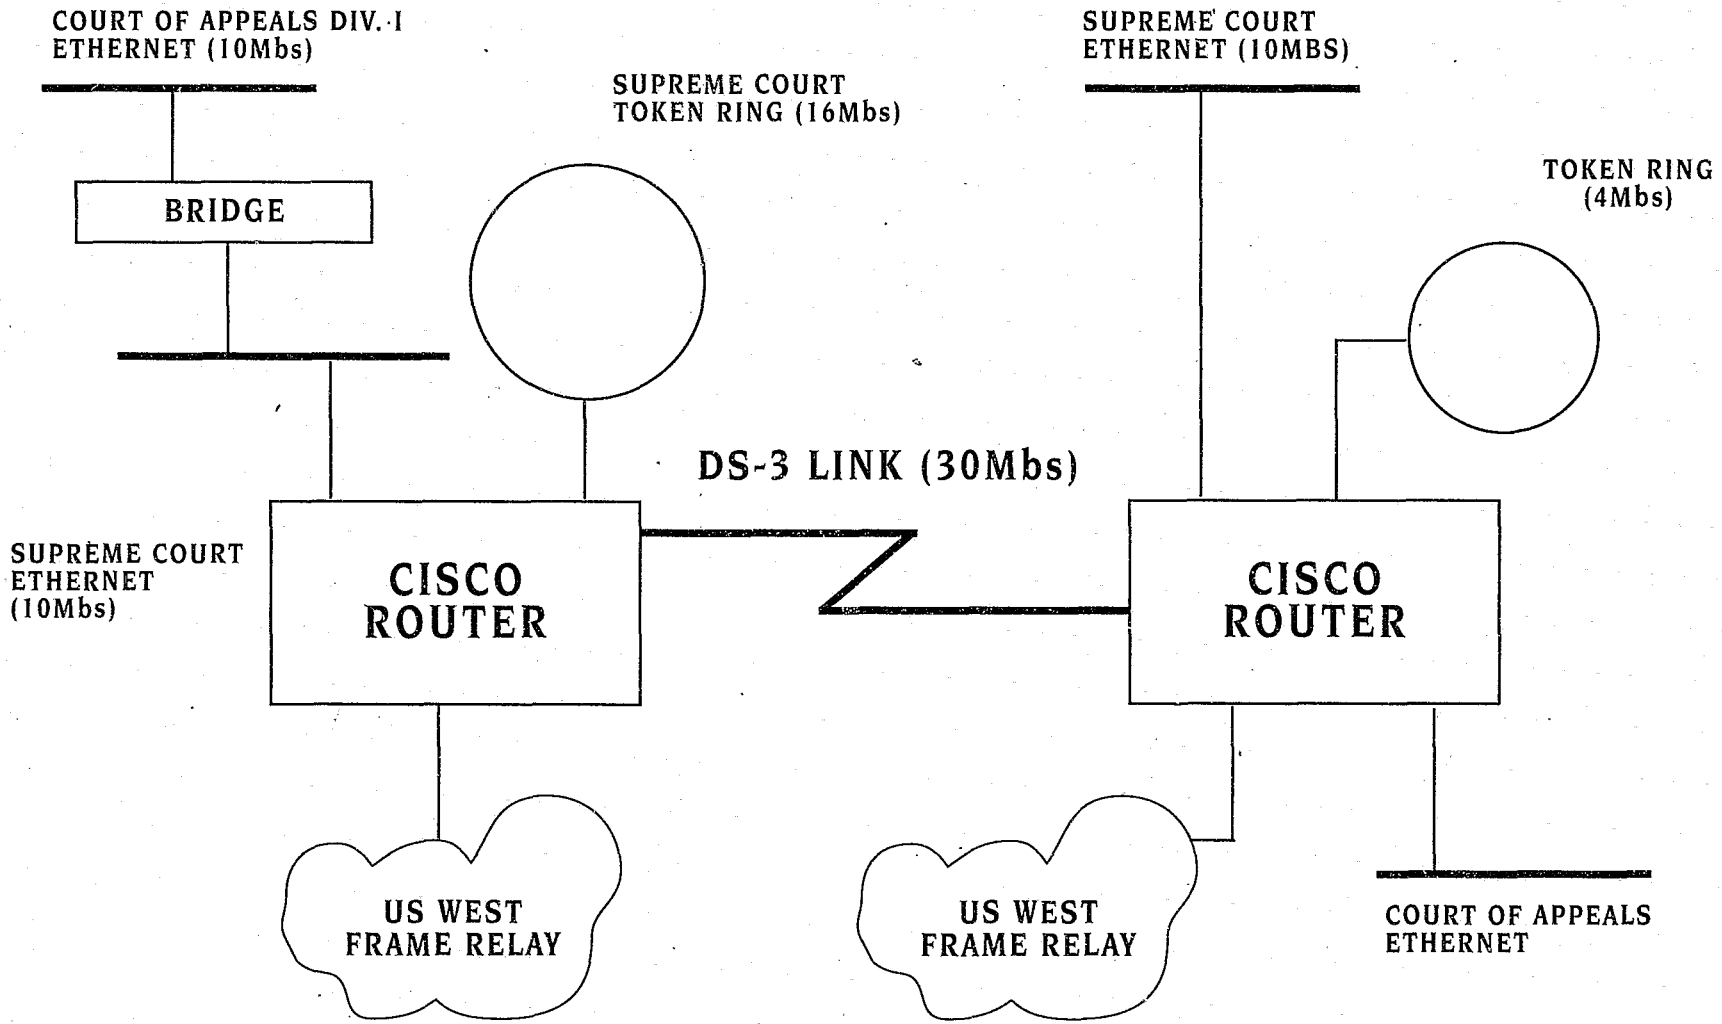 COURT OF APPEALS DIV. I
ETHERNET (10Mbs)
SUPREME COURT
TOKEN RING (16Mbs)
SUPREME COURT
ETHERNET (10MBS)
TOKEN RING
(4Mbs)
BRIDGE
DS-3 LINK (30Mbs)
SUPREME COURT
ETHERNET
(10Mbs)
CISCO
ROUTER
CISCO
ROUTER
US WEST
FRAME RELAY
US WEST
FRAME RELAY
COURT OF APPEALS
ETHERNET